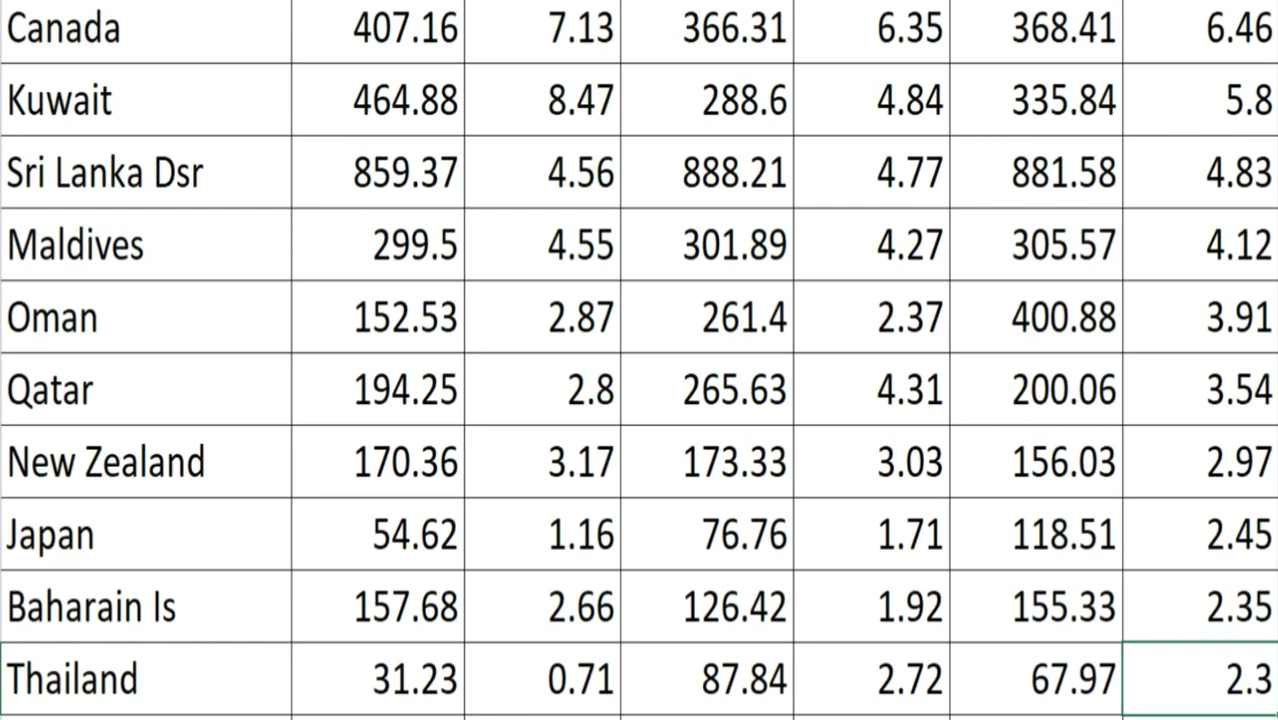 Canada 407.16 7.13 366.31 6.35 368.41 6.46
Kuwait 464.88 8.47 288.6 4.84 335.84 5.8
Sri Lanka Dsr 859.37 4.56 888.21 4.77 881.58 4.83
Maldives 299.5 4.55 301.89 4.27 305.57 4.12
Oman 152.53 2.87 261.4 2.37 400.88 3.91
Qatar 194.25 2.8 265.63 4.31 200.06 3.54
New Zealand 170.36 3.17 173.33 3.03 156.03 2.97
Japan 54.62 1.16 76.76 1.71 118.51 2.45
Baharain Is 157.68 2.66 126.42 1.92 155.33 2.35
Thailand 31.23 0.71 87.84 2.72 67.97 2.3